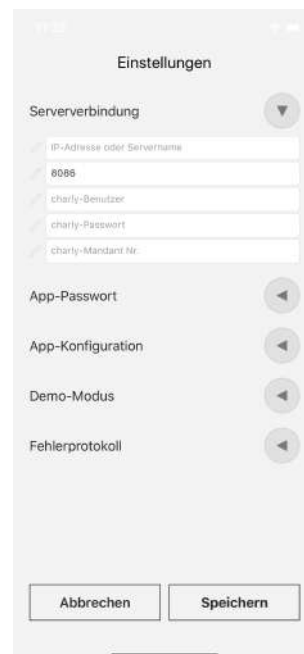 Einstellungen
Serververbindung
IP-Adresse oder Servername
8086
charly-Benutzer
charly-Passwort
charly-Mandant Nr.
App-Passwort
App-Konfiguration
Demo-Modus
Fehlerprotokoll
Abbrechen Speichern